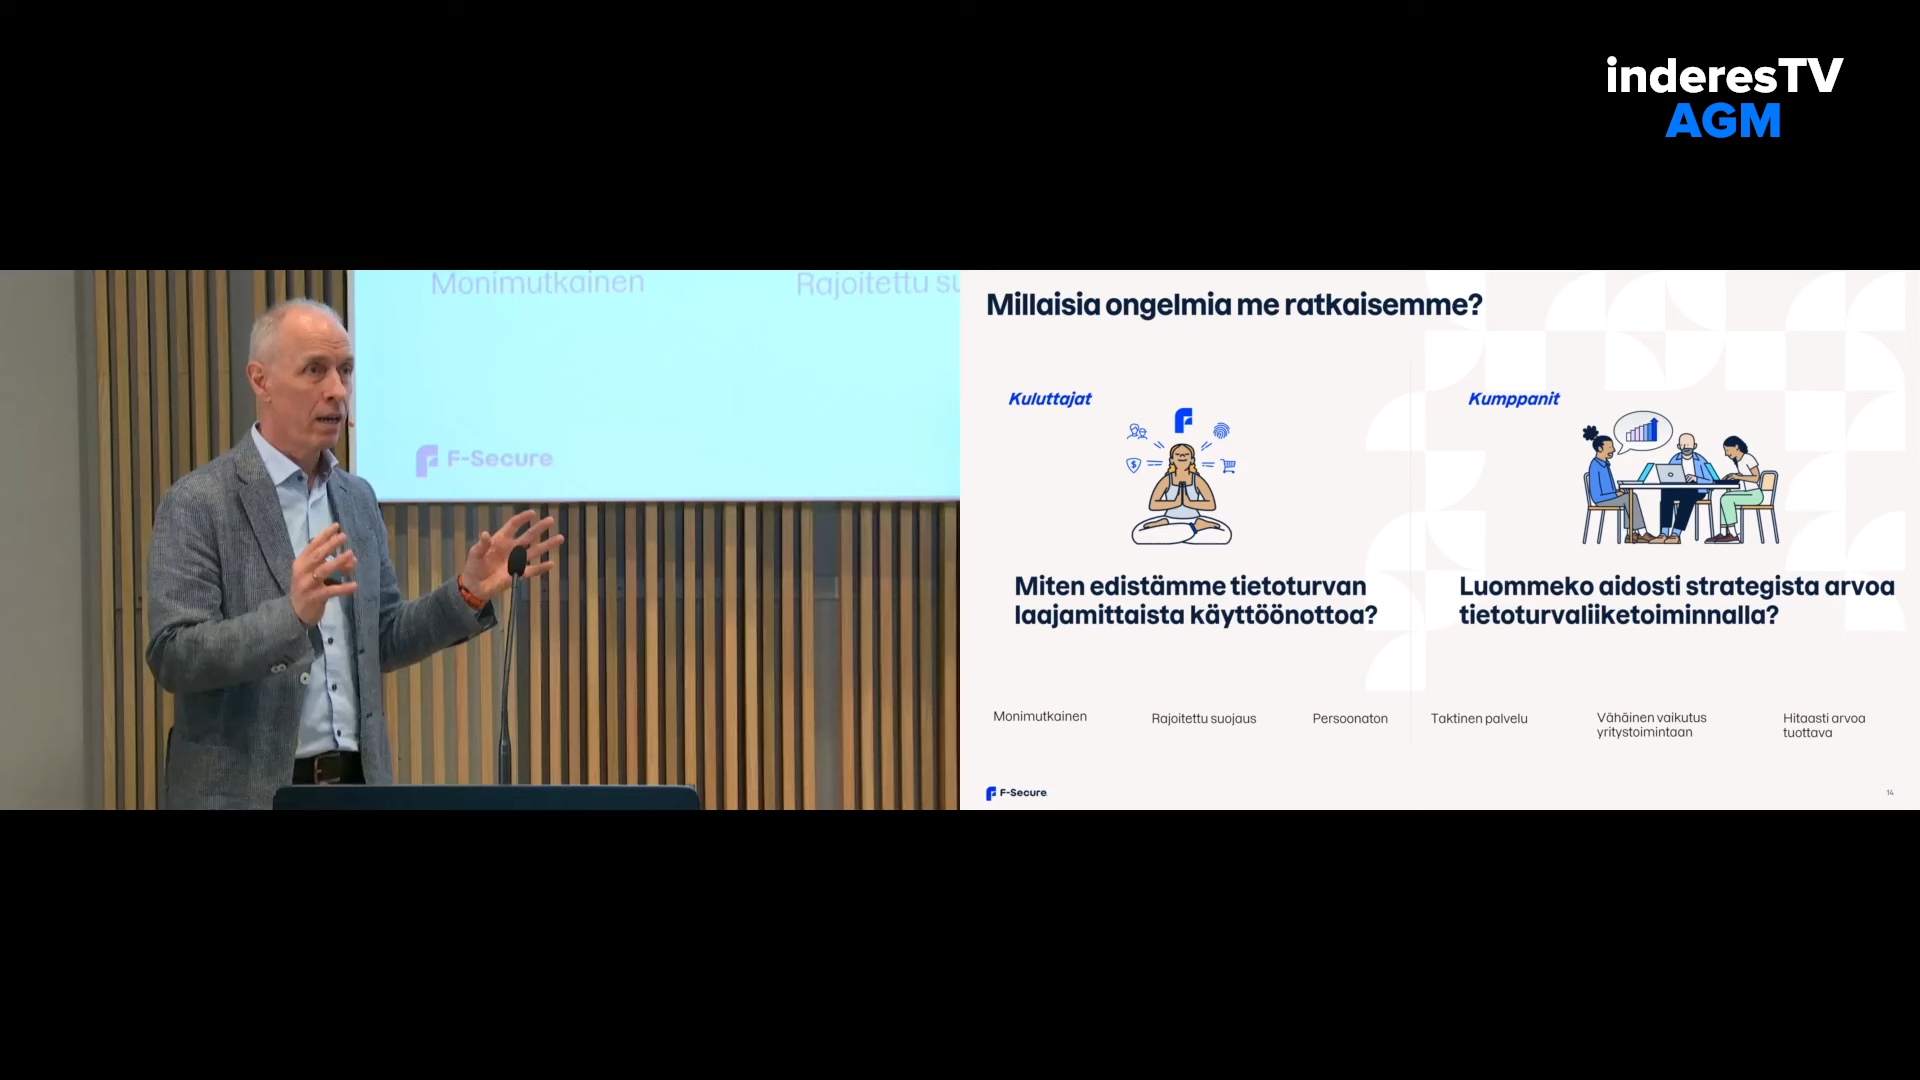 inderesTV
AGM
Monimutkainen
Rajoitettu su
F-Secure
Millaisia ongelmia me ratkaisemme?
Kuluttajat
Kumppanit
Miten edistämme tietoturvan
laajamittaista käyttöönottoa?
Luommeko aidosti strategista arvoa
tietoturvaliiketoiminnalla?
Monimutkainen
Rajoitettu suojaus
Persoonaton
Taktinen palvelu
Vähäinen vaikutus
yritystoimintaan
Hitaasti arvoa
tuottava
F-Secure
14